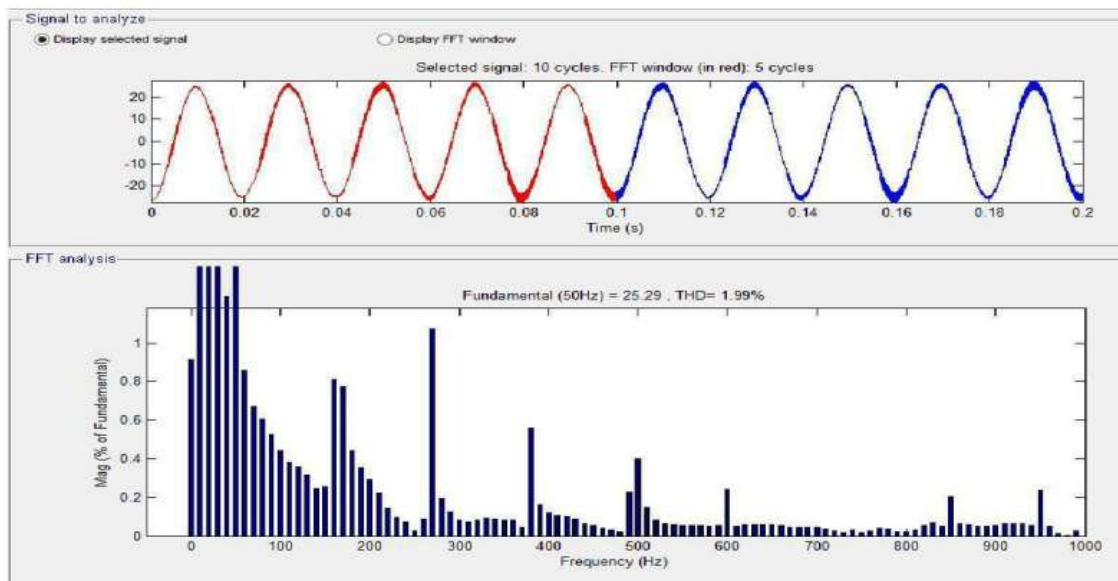 Signal to analyze
Display selected signal Display FFT window
Selected signal: 10 cycles. FFT window (in red): 5 cycles
20
10
0
-10
-20
0 0.02 0.04 0.06 0.08 0.1 0.12 0.14 0.16 0.18 0.2
Time (s)
FFT analysis
Fundamental (50Hz) = 25.29 , THD= 1.99%
Mag (% of Fundamental)
1
0.8
0.6
0.4
0.2
0
0 100 200 300 400 500 600 700 800 900 1000
Frequency (Hz)